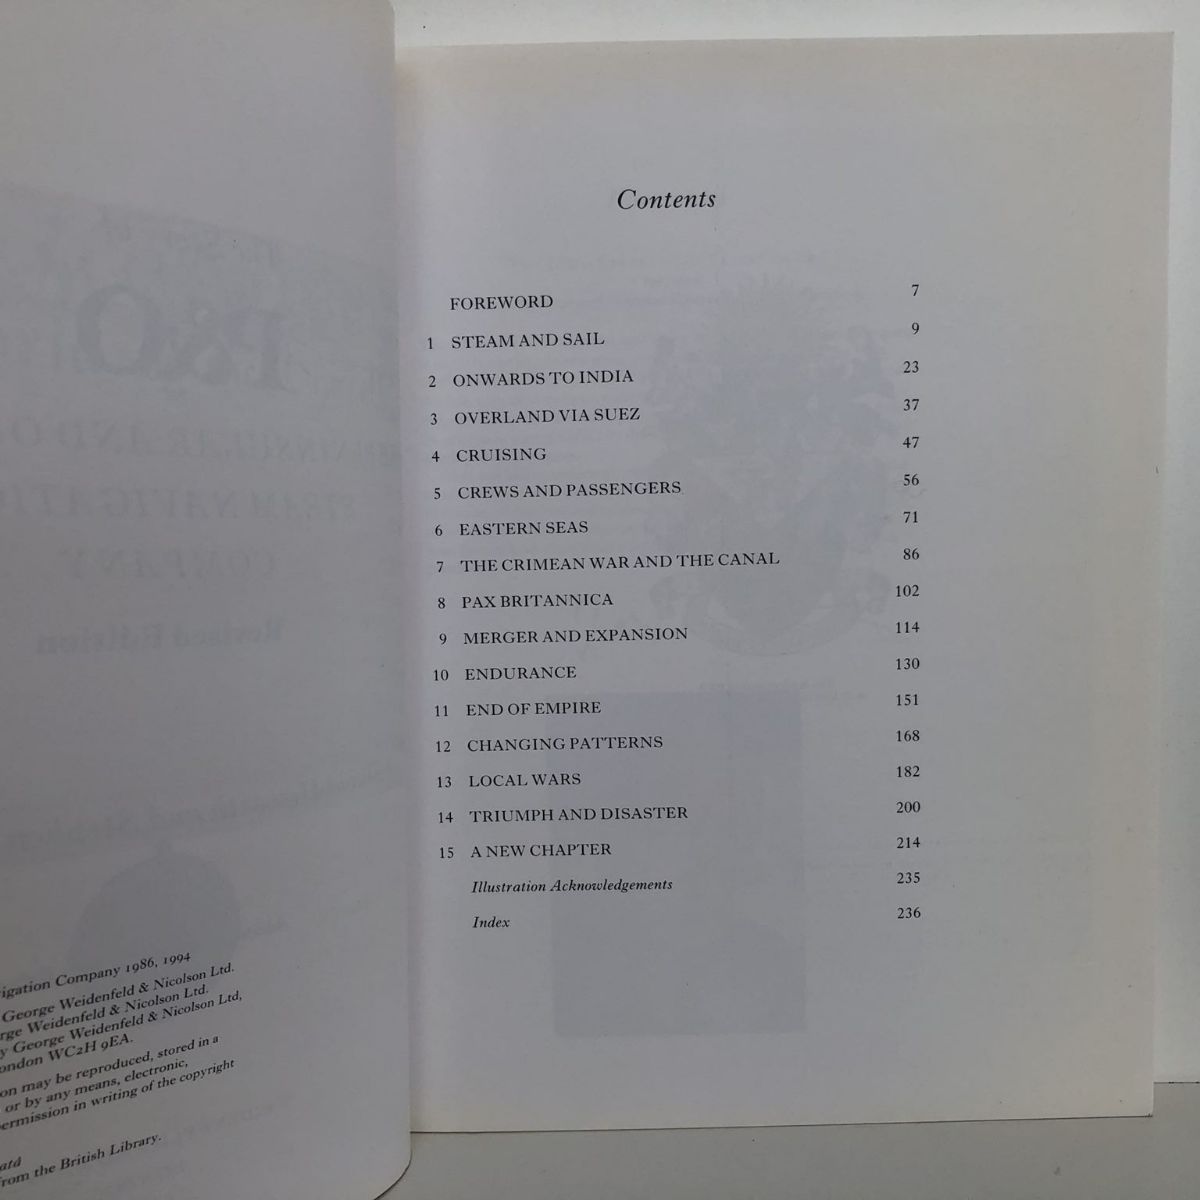 igation Company 1986, 1994
George Weidenfeld & Nicolson Ltd.
rge Weidenfeld & Nicolson Ltd.
y George Weidenfeld & Nicolson Ltd,
ondon WC2H 9EA.
on may be reproduced, stored in a
or by any means, electronic,
ermission in writing of the copyright
from the British Library.
Contents
FOREWORD 7
1 STEAM AND SAIL 9
2 ONWARDS TO INDIA 23
3 OVERLAND VIA SUEZ 37
4 CRUISING 47
5 CREWS AND PASSENGERS 56
6 EASTERN SEAS 71
7 THE CRIMEAN WAR AND THE CANAL 86
8 PAX BRITANNICA 102
9 MERGER AND EXPANSION 114
10 ENDURANCE 130
11 END OF EMPIRE 151
12 CHANGING PATTERNS 168
13 LOCAL WARS 182
14 TRIUMPH AND DISASTER 200
15 A NEW CHAPTER 214
Illustration Acknowledgements 235
Index 236